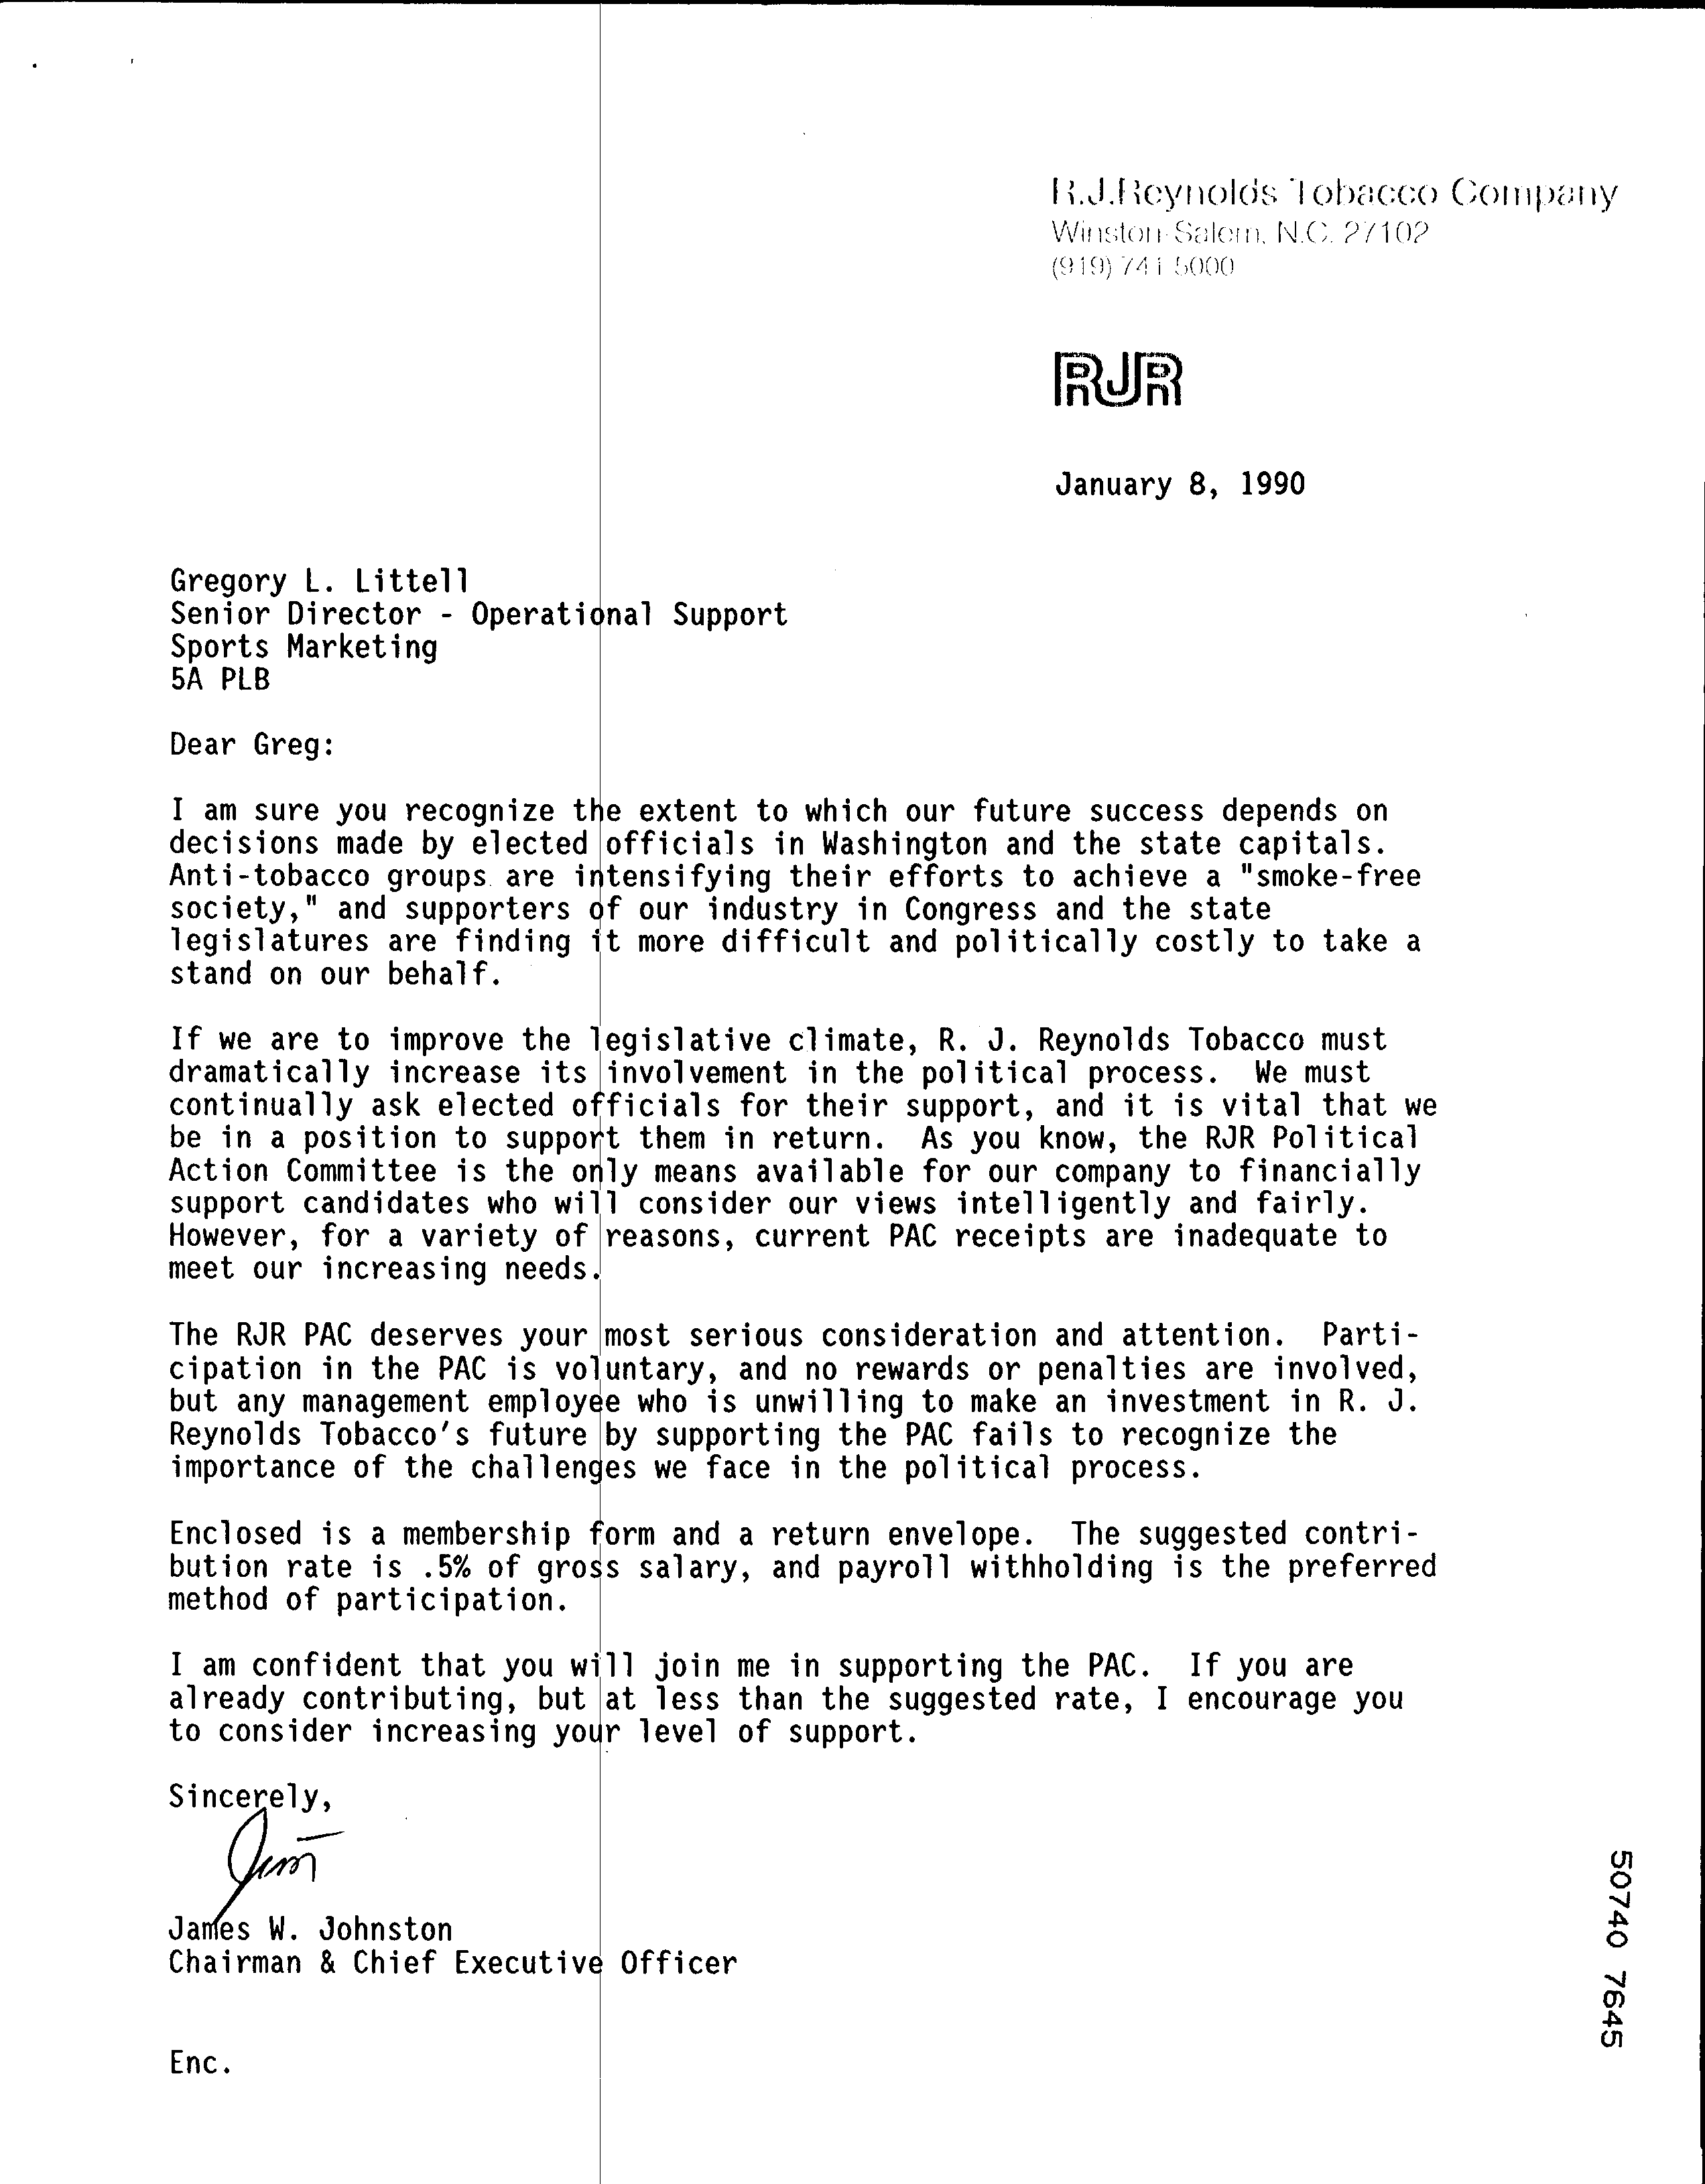 R.J.Reynolds Tobacco Company
Winston-Salem, N.C. 27102
(919) 741-5000
RJR
January 8, 1990
Gregory L. Littell
Senior Director - Operational Support
Sports Marketing
5A PLB
Dear Greg:
I am sure you recognize the extent to which our future success depends on
decisions made by elected officials in Washington and the state capitals.
Anti-tobacco groups are intensifying their efforts to achieve a "smoke-free
society," and supporters of our industry in Congress and the state
legislatures are finding it more difficult and politically costly to take a
stand on our behalf.
If we are to improve the legislative climate, R. J. Reynolds Tobacco must
dramatically increase its involvement in the political process. We must
continually ask elected officials for their support, and it is vital that we
be in a position to support them in return. As you know, the RJR Political
Action Committee is the only means available for our company to financially
support candidates who will consider our views intelligently and fairly.
However, for a variety of reasons, current PAC receipts are inadequate to
meet our increasing needs.
The RJR PAC deserves your most serious consideration and attention. Parti-
cipation in the PAC is voluntary, and no rewards or penalties are involved,
but any management employee who is unwilling to make an investment in R. J.
Reynolds Tobacco's future by supporting the PAC fails to recognize the
importance of the challenges we face in the political process.
Enclosed is a membership form and a return envelope. The suggested contri-
bution rate is .5% of gross salary, and payroll withholding is the preferred
method of participation.
I am confident that you will join me in supporting the PAC. If you are
already contributing, but at less than the suggested rate, I encourage you
to consider increasing your level of support.
Sincerely,
Jim
James W. Johnston
Chairman & Chief Executive Officer
Enc.
50740 7645